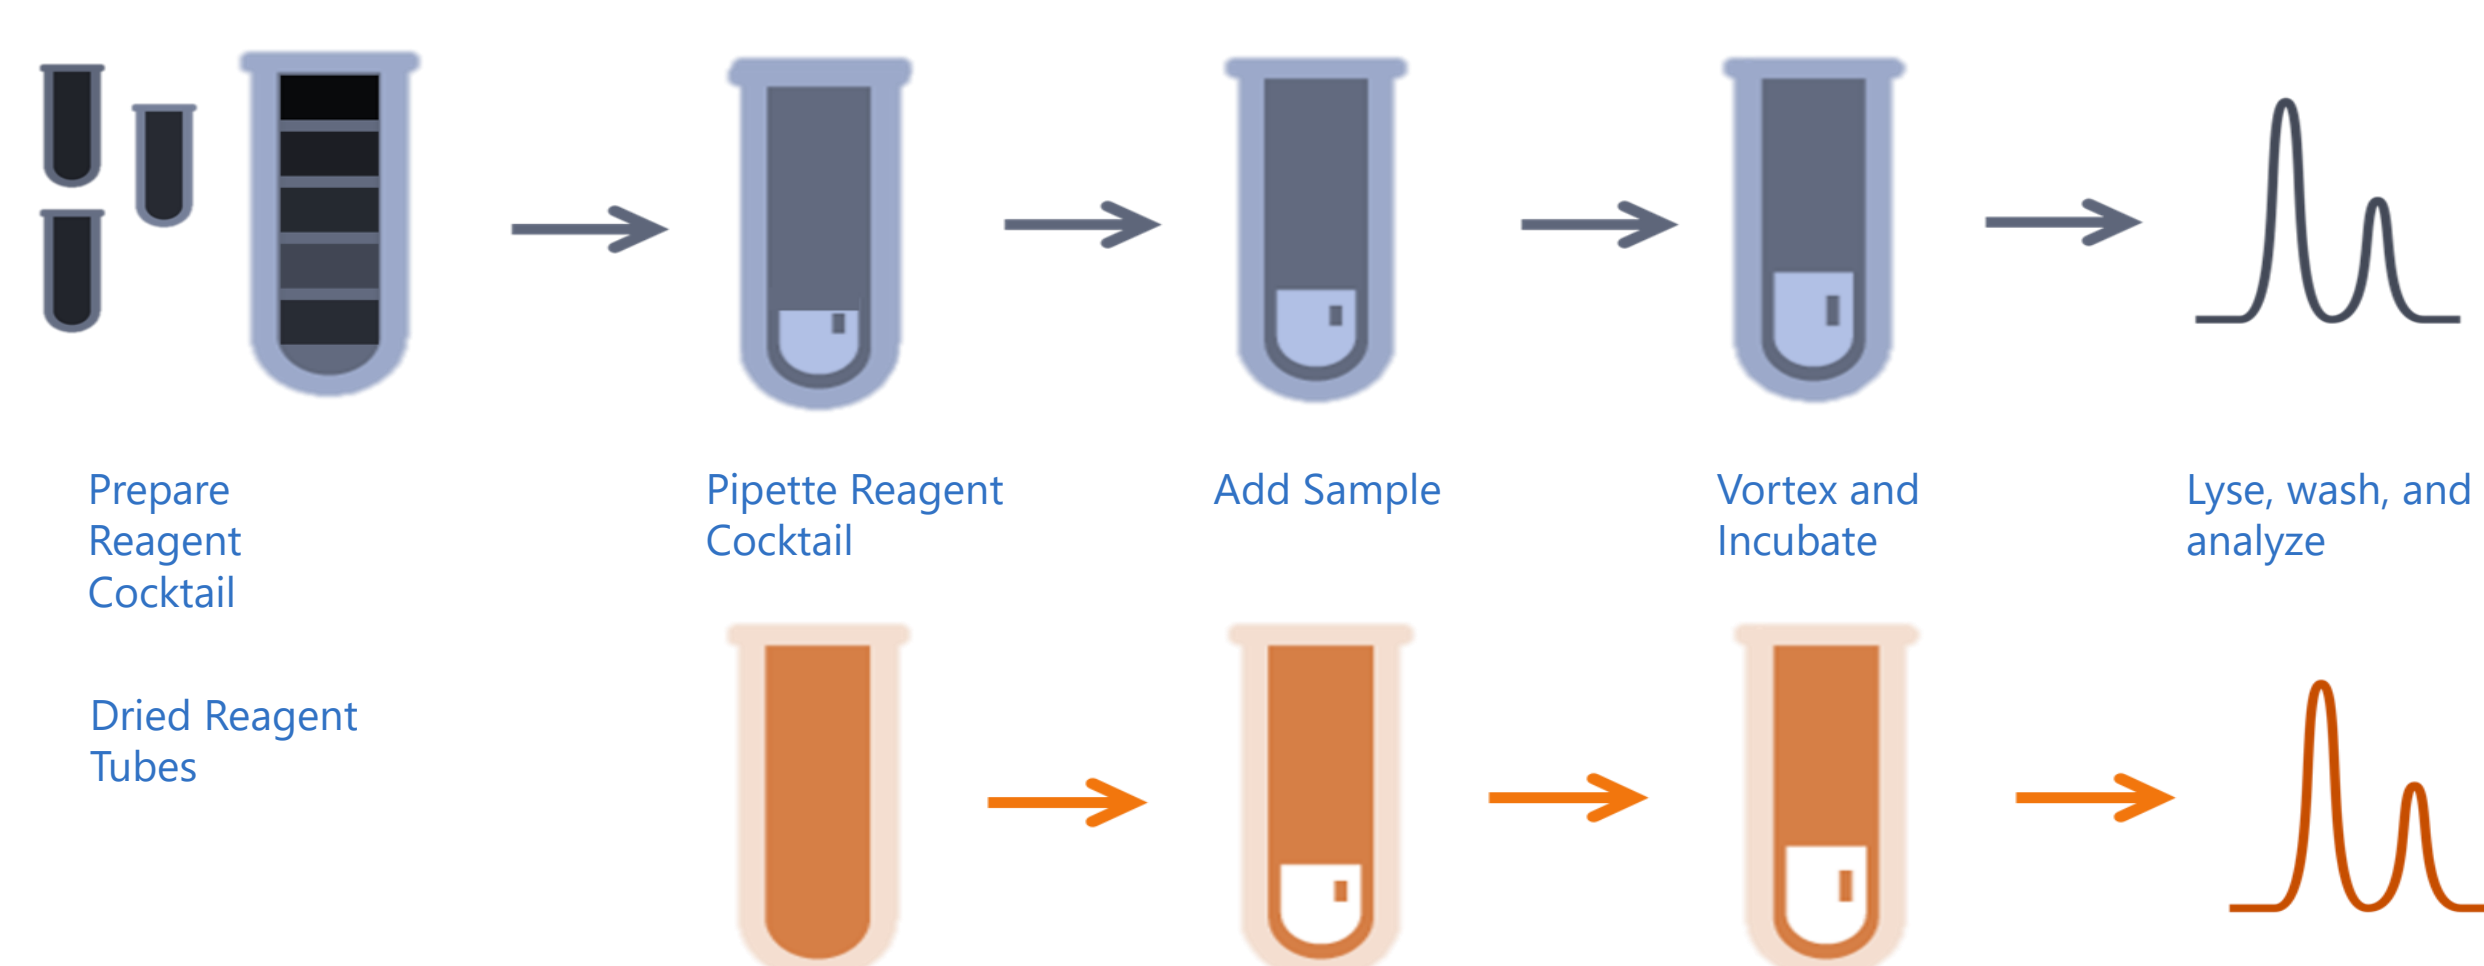 Prepare
Reagent
Cocktail
Pipette Reagent
Cocktail
Add Sample
Vortex and
Incubate
Lyse, wash, and
analyze
Dried Reagent
Tubes